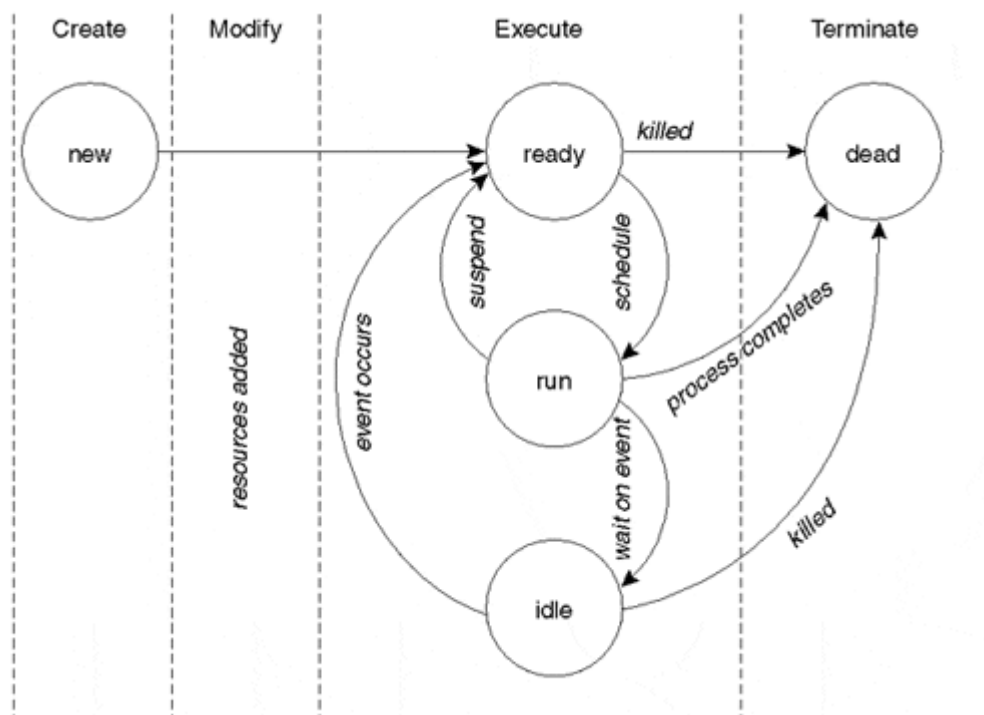 Create
Modify
Execute
Terminate
new
ready
killed
dead
suspend
schedule
event occurs
resources added
run
process completes
wait on event
killed
idle